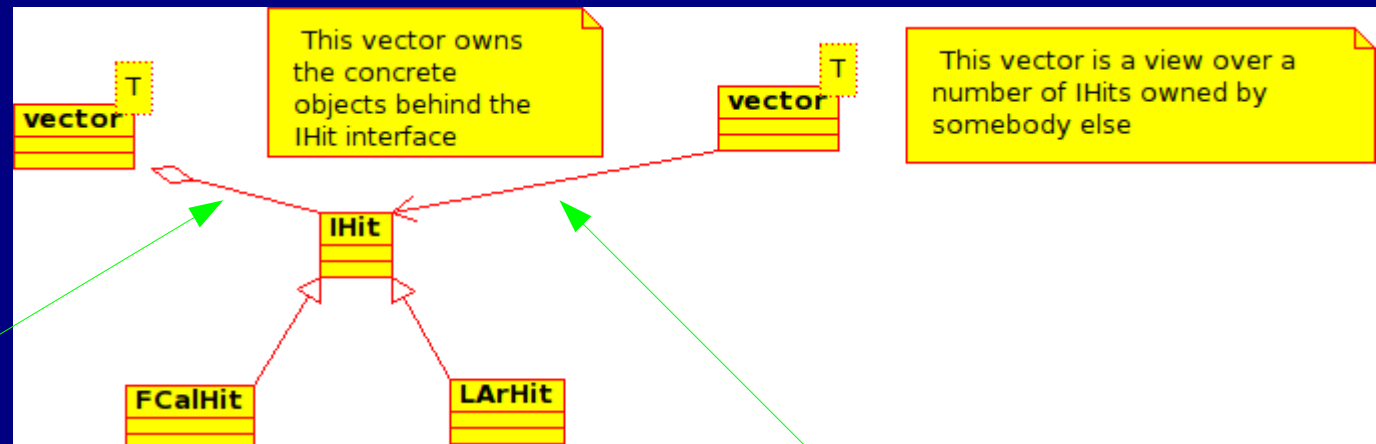 T
vector
This vector owns
the concrete
objects behind the
IHit interface
T
vector
This vector is a view over a
number of IHits owned by
somebody else
IHit
FCalHit
LArHit